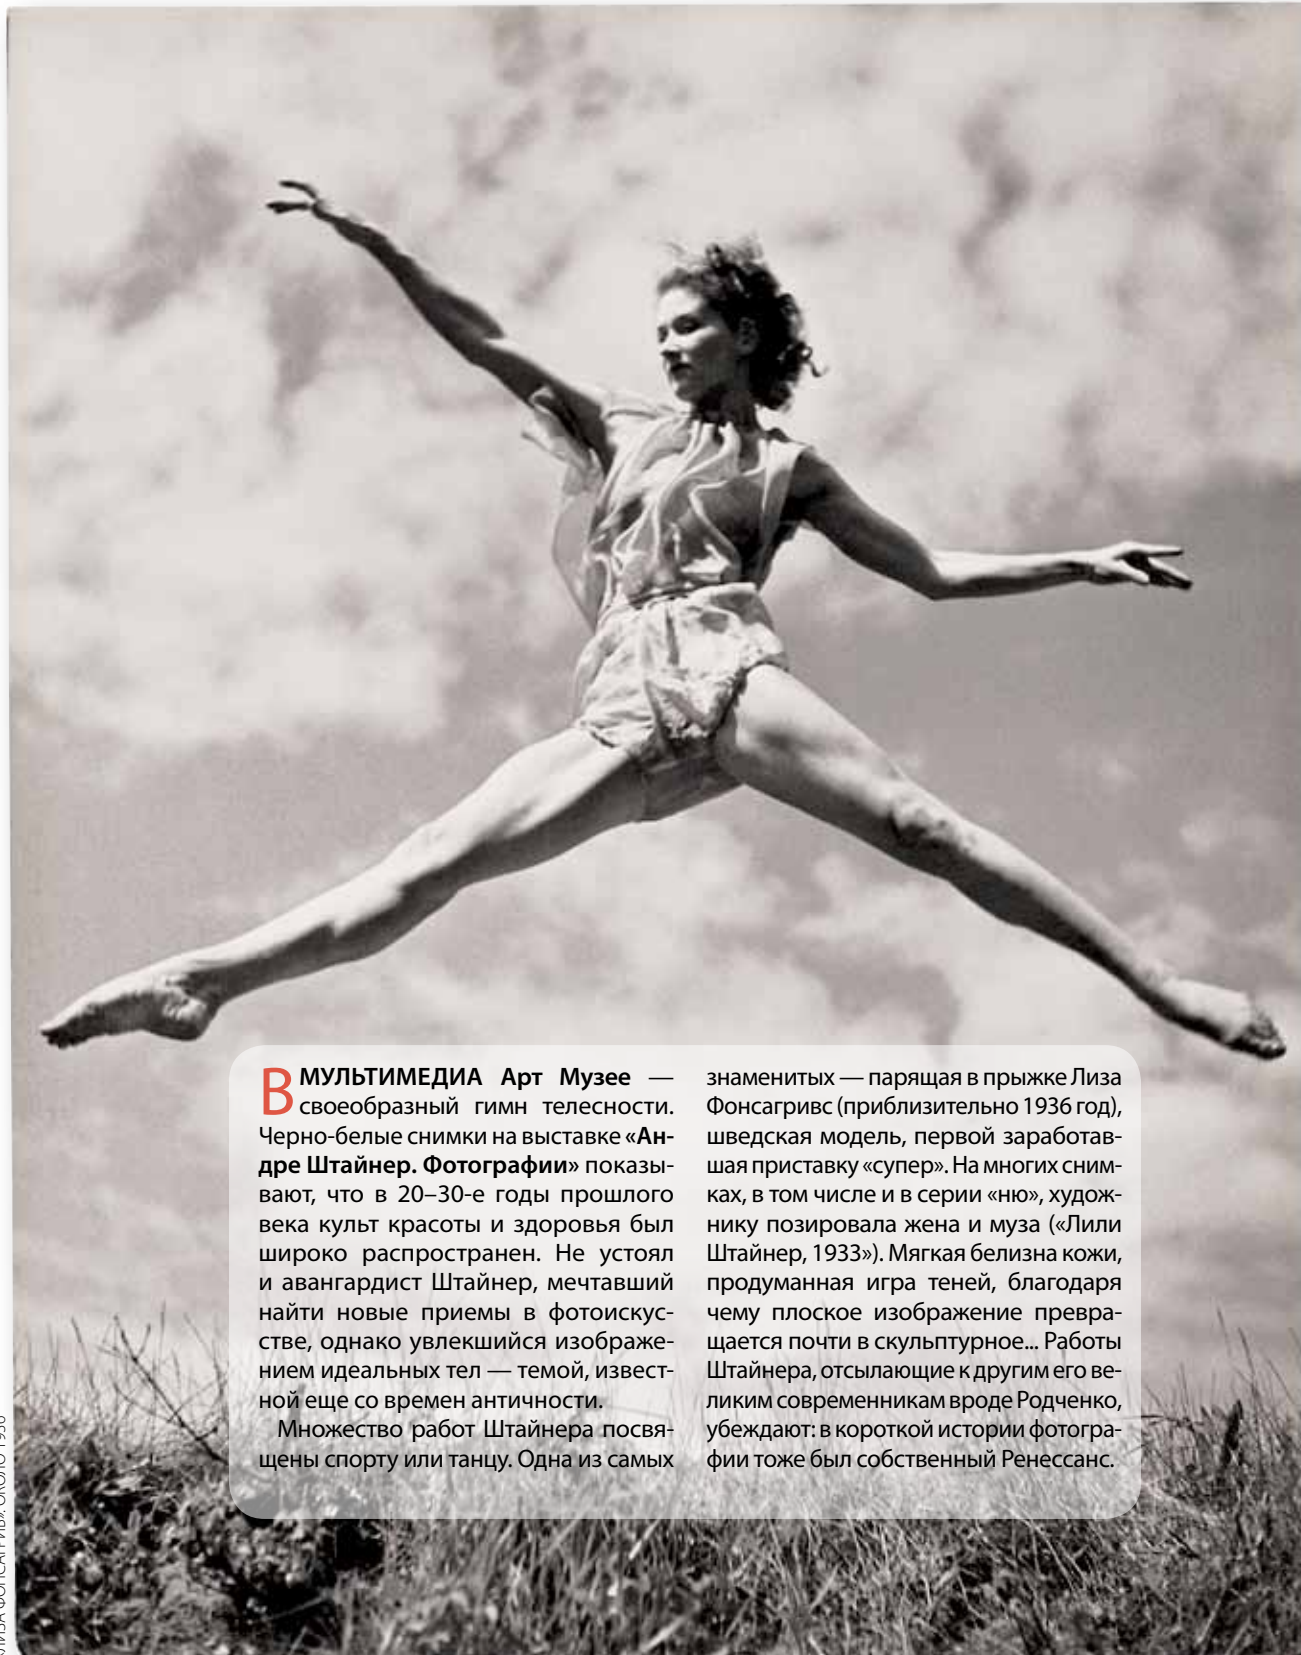 В МУЛЬТИМЕДИА Арт Музее —
своеобразный гимн телесности.
Черно-белые снимки на выставке «Ан-
дре Штайнер. Фотографии» показы-
вают, что в 20–30-е годы прошлого
века культ красоты и здоровья был
широко распространен. Не устоял
и авангардист Штайнер, мечтавший
найти новые приемы в фотоискус-
стве, однако увлекшийся изображе-
нием идеальных тел — темой, извест-
ной еще со времен античности.
Множество работ Штайнера посвя-
щены спорту или танцу. Одна из самых
знаменитых — парящая в прыжке Лиза
Фонсагривс (приблизительно 1936 год),
шведская модель, первой заработав-
шая приставку «супер». На многих сним-
ках, в том числе и в серии «ню», худож-
нику позировала жена и муза («Лили
Штайнер, 1933»). Мягкая белизна кожи,
продуманная игра теней, благодаря
чему плоское изображение превра-
щается почти в скульптурное... Работы
Штайнера, отсылающие к другим его ве-
ликим современникам вроде Родченко,
убеждают: в короткой истории фотогра-
фии тоже был собственный Ренессанс.